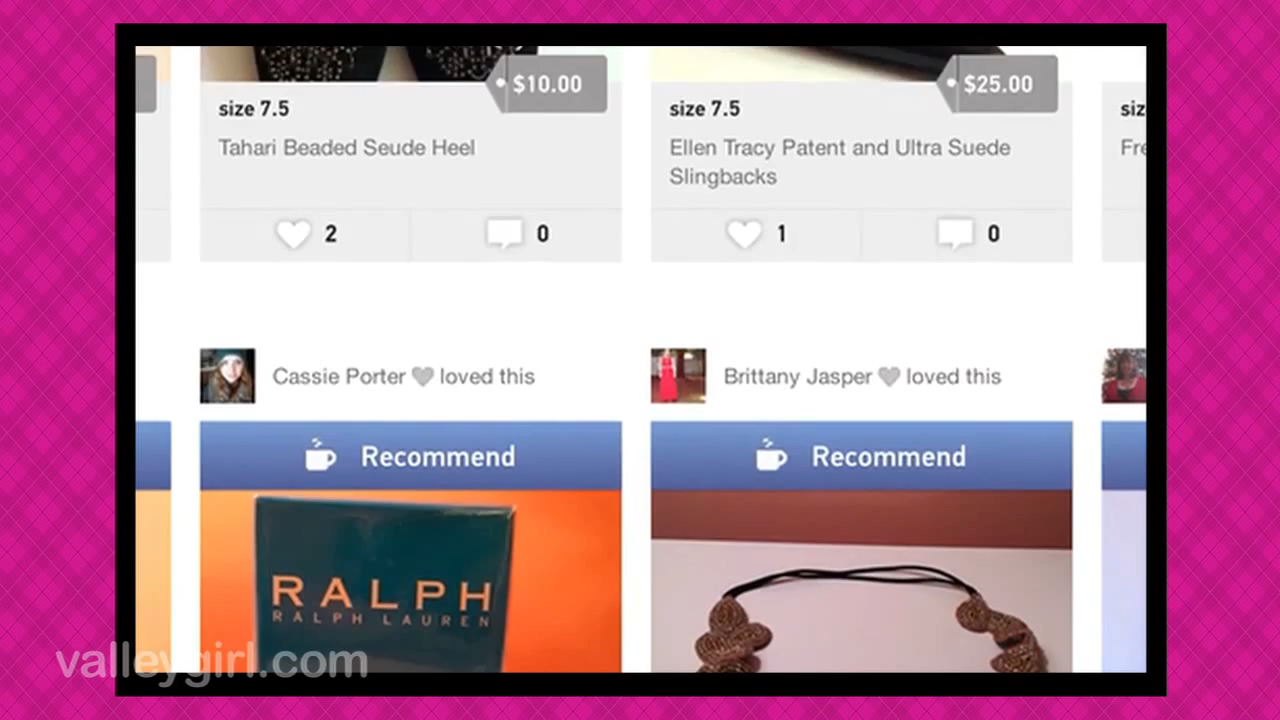 $10.00
$25.00
size 7.5
size 7.5
siz
Tahari Beaded Seude Heel
Ellen Tracy Patent and Ultra Suede
Slingbacks
Fre
2
0
1
0
Cassie Porter loved this
Brittany Jasper loved this
Recommend
Recommend
RALPH
RALPH LAUREN
valleygirl.com